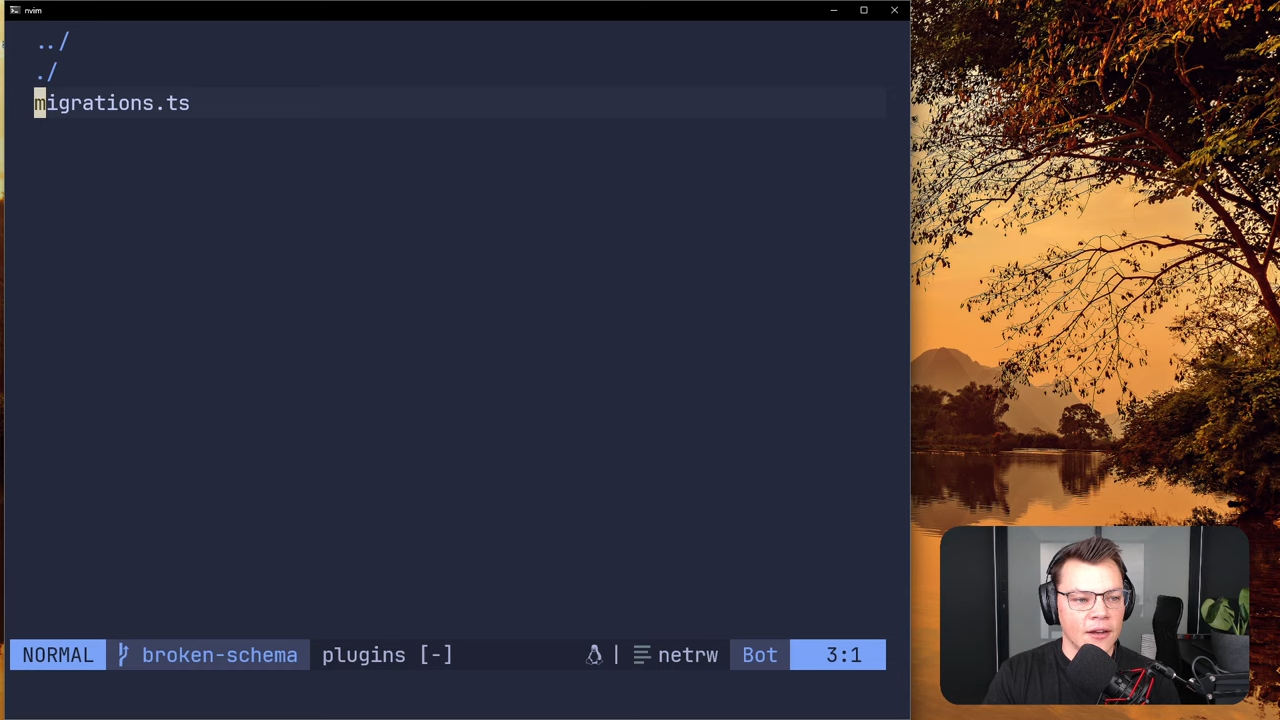 nvim
../
./
migrations.ts
NORMAL broken-schema plugins [-] | netrw Bot 3:1